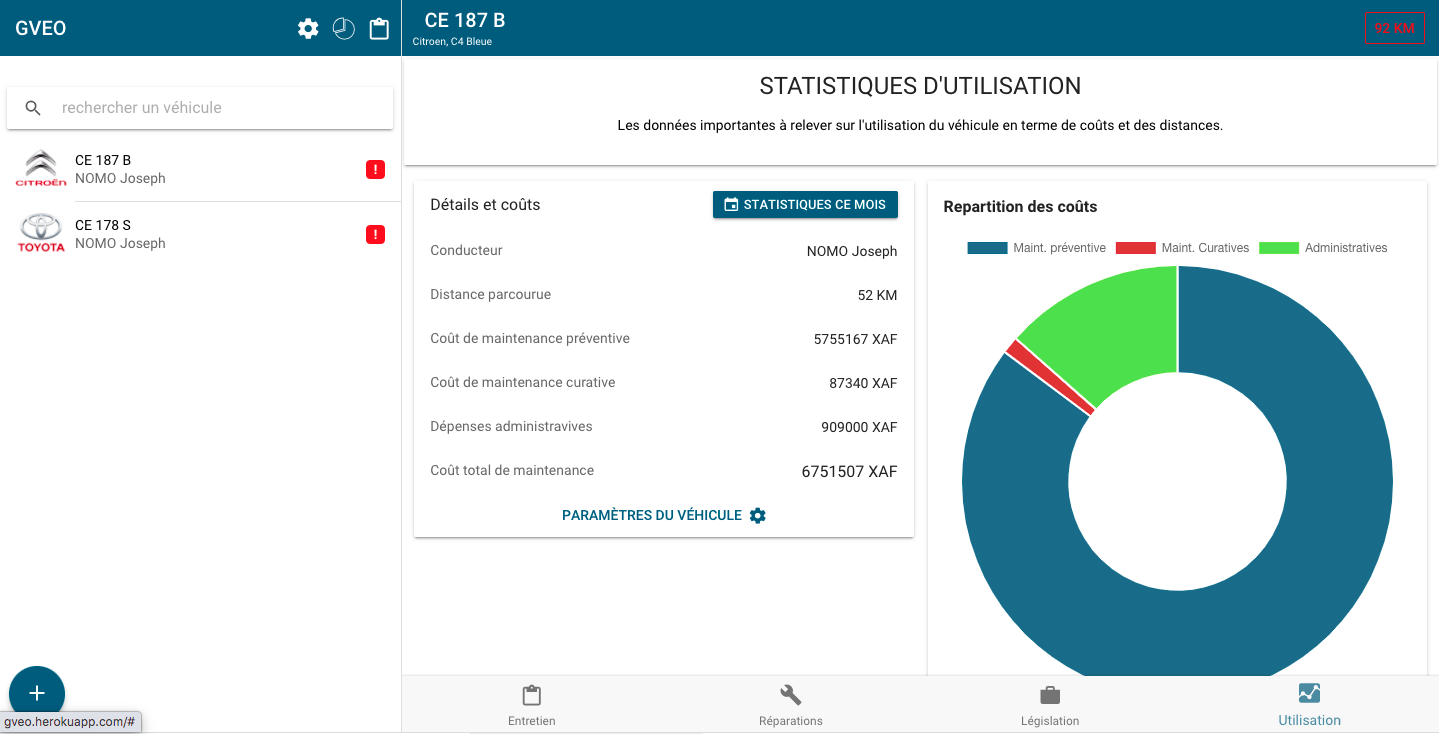 GVEO
rechercher un véhicule
CITROËN
CE 187 B
NOMO Joseph
!
TOYOTA
CE 178 S
NOMO Joseph
!
+
gveo.herokuapp.com/#
CE 187 B
Citroen, C4 Bleue
92 KM
STATISTIQUES D'UTILISATION
Les données importantes à relever sur l'utilisation du véhicule en terme de coûts et des distances.
Détails et coûts
STATISTIQUES CE MOIS
Conducteur NOMO Joseph
Distance parcourue 52 KM
Coût de maintenance préventive 5755167 XAF
Coût de maintenance curative 87340 XAF
Dépenses administravives 909000 XAF
Coût total de maintenance 6751507 XAF
PARAMÈTRES DU VÉHICULE
Repartition des coûts
Maint. préventive Maint. Curatives Administratives
Entretien Réparations Législation Utilisation